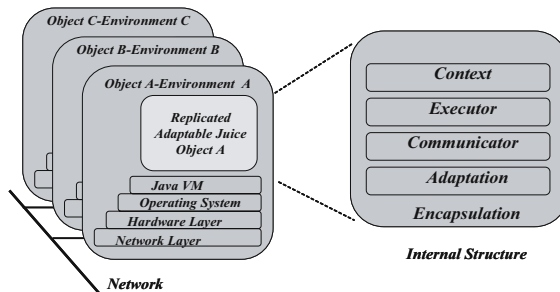 Object C-Environment C
Object B-Environment B
Object A-Environment A
Replicated
Adaptable Juice
Object A
Java VM
Operating System
Hardware Layer
Network Layer
Network
Context
Executor
Communicator
Adaptation
Encapsulation
Internal Structure